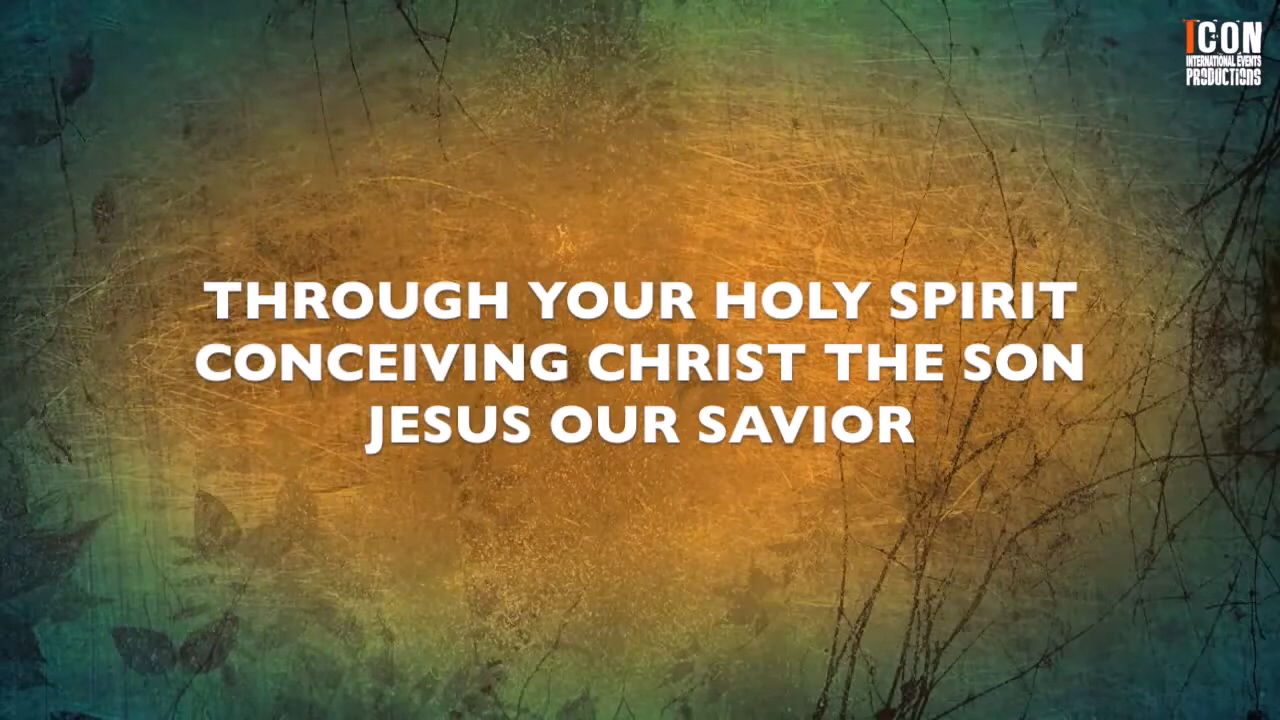 ICON
INTERNATIONAL EVENTS
PRODUCTIONS
THROUGH YOUR HOLY SPIRIT
CONCEIVING CHRIST THE SON
JESUS OUR SAVIOR